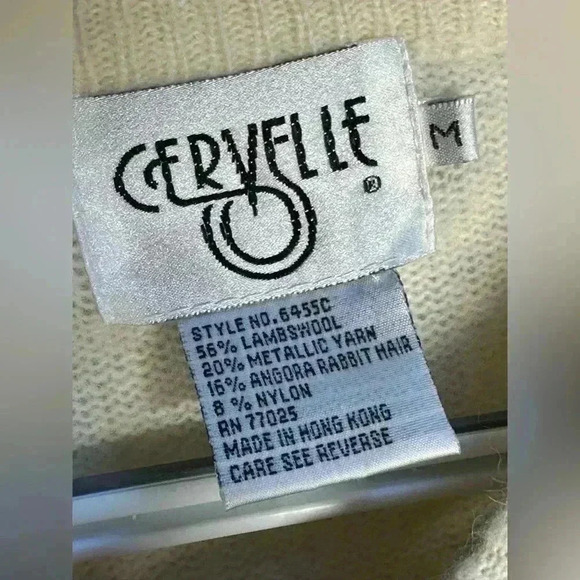 CERVELLE
®
M
STYLE NO. 6455C
56% LAMBSWOOL
20% METALLIC YARN
16% ANGORA RABBIT HAIR
8% NYLON
RN 77025
MADE IN HONG KONG
CARE SEE REVERSE